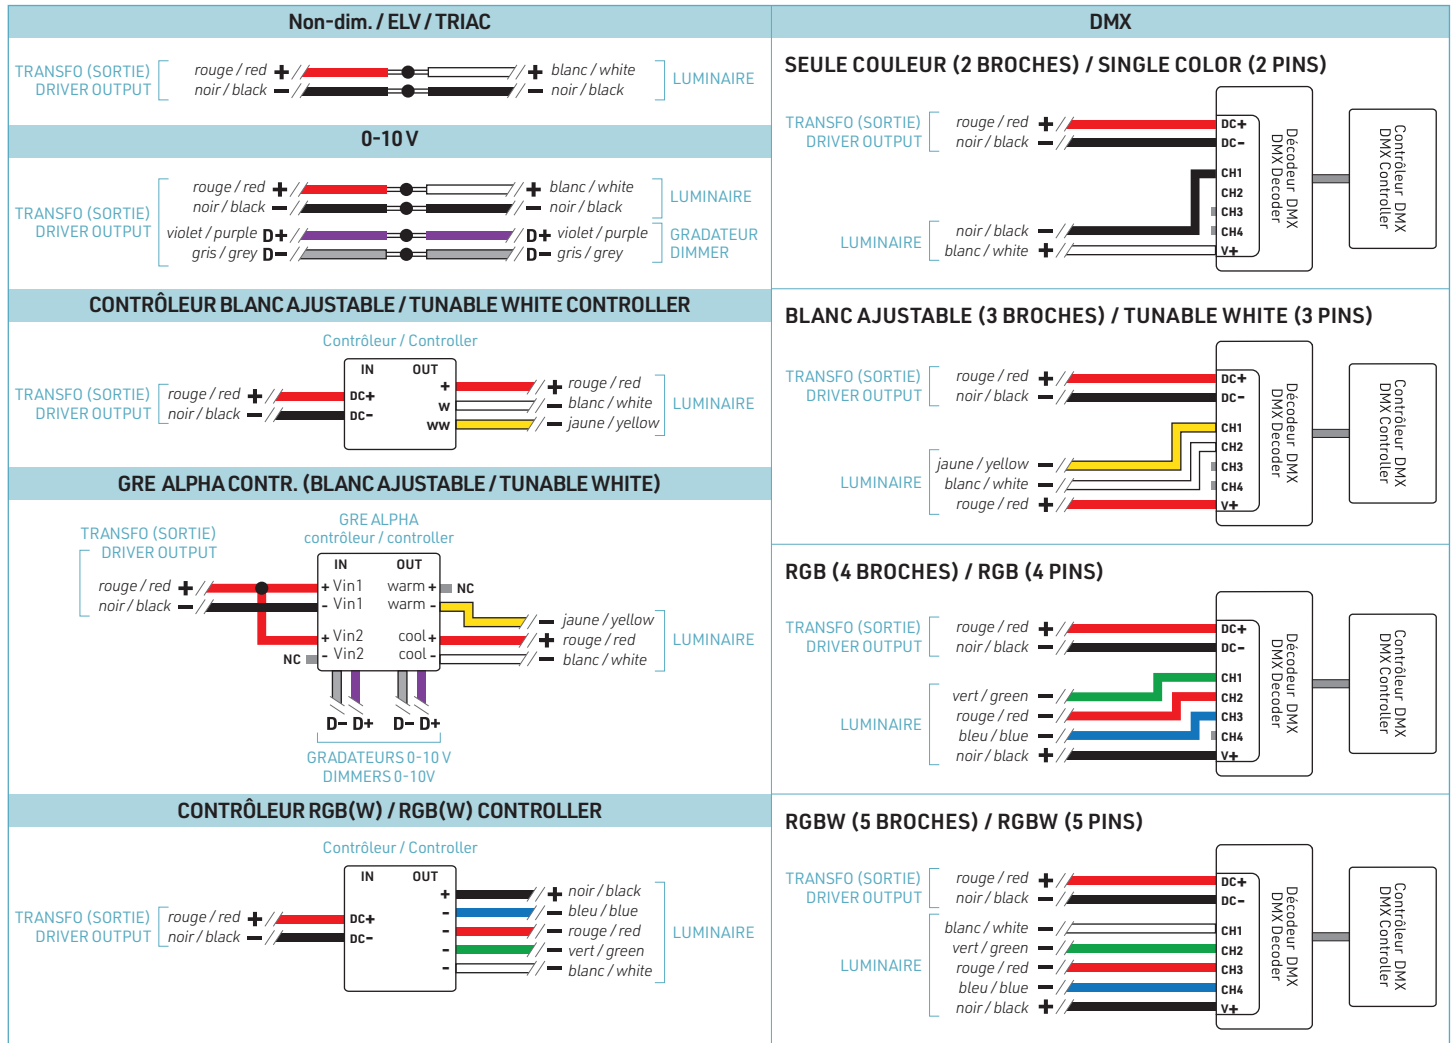 Non-dim. / ELV / TRIAC
TRANSFO (SORTIE)
DRIVER OUTPUT
rouge / red +
noir / black −
+ blanc / white
− noir / black
LUMINAIRE
0-10 V
TRANSFO (SORTIE)
DRIVER OUTPUT
rouge / red +
noir / black −
violet / purple D+
gris / grey D−
+ blanc / white
− noir / black
D+ violet / purple
D− gris / grey
LUMINAIRE
GRADATEUR
DIMMER
CONTRÔLEUR BLANC AJUSTABLE / TUNABLE WHITE CONTROLLER
Contrôleur / Controller
TRANSFO (SORTIE)
DRIVER OUTPUT
rouge / red +
noir / black −
IN OUT
DC+
DC−
+
W
WW
+ rouge / red
− blanc / white
− jaune / yellow
LUMINAIRE
GRE ALPHA CONTR. (BLANC AJUSTABLE / TUNABLE WHITE)
TRANSFO (SORTIE)
DRIVER OUTPUT
GRE ALPHA
contrôleur / controller
rouge / red +
noir / black −
NC
IN OUT
+ Vin1 warm +
- Vin1 warm -
+ Vin2 cool +
- Vin2 cool -
NC
− jaune / yellow
+ rouge / red
− blanc / white
LUMINAIRE
D− D+ D− D+
GRADATEURS 0-10 V
DIMMERS 0-10V
CONTRÔLEUR RGB(W) / RGB(W) CONTROLLER
Contrôleur / Controller
TRANSFO (SORTIE)
DRIVER OUTPUT
rouge / red +
noir / black −
IN OUT
DC+
DC−
+
-
-
-
-
+ noir / black
− bleu / blue
− rouge / red
− vert / green
− blanc / white
LUMINAIRE
DMX
SEULE COULEUR (2 BROCHES) / SINGLE COLOR (2 PINS)
TRANSFO (SORTIE)
DRIVER OUTPUT
rouge / red +
noir / black −
LUMINAIRE
noir / black −
blanc / white +
DC+
DC−
CH1
CH2
CH3
CH4
V+
Décodeur DMX
DMX Decoder
Contrôleur DMX
DMX Controller
BLANC AJUSTABLE (3 BROCHES) / TUNABLE WHITE (3 PINS)
TRANSFO (SORTIE)
DRIVER OUTPUT
rouge / red +
noir / black −
LUMINAIRE
jaune / yellow −
blanc / white −
rouge / red +
DC+
DC−
CH1
CH2
CH3
CH4
V+
Décodeur DMX
DMX Decoder
Contrôleur DMX
DMX Controller
RGB (4 BROCHES) / RGB (4 PINS)
TRANSFO (SORTIE)
DRIVER OUTPUT
rouge / red +
noir / black −
LUMINAIRE
vert / green −
rouge / red −
bleu / blue −
noir / black +
DC+
DC−
CH1
CH2
CH3
CH4
V+
Décodeur DMX
DMX Decoder
Contrôleur DMX
DMX Controller
RGBW (5 BROCHES) / RGBW (5 PINS)
TRANSFO (SORTIE)
DRIVER OUTPUT
rouge / red +
noir / black −
LUMINAIRE
blanc / white −
vert / green −
rouge / red −
bleu / blue −
noir / black +
DC+
DC−
CH1
CH2
CH3
CH4
V+
Décodeur DMX
DMX Decoder
Contrôleur DMX
DMX Controller